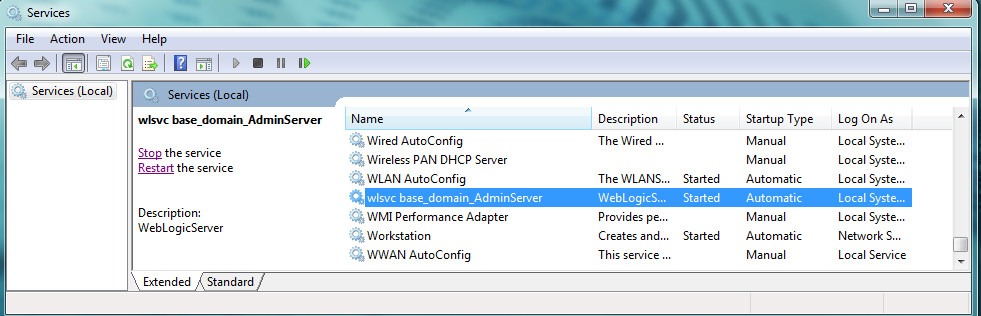 Services
File Action View Help
Services (Local)
Services (Local)
wlsvc base_domain_AdminServer
Stop the service
Restart the service
Description:
WebLogicServer
Name Description Status Startup Type Log On As
Wired AutoConfig The Wired ... Manual Local Syste...
Wireless PAN DHCP Server Manual Local Syste...
WLAN AutoConfig The WLANS... Started Automatic Local Syste...
wlsvc base_domain_AdminServer WebLogicS... Started Automatic Local Syste...
WMI Performance Adapter Provides pe... Manual Local Syste...
Workstation Creates and... Started Automatic Network S...
WWAN AutoConfig This service ... Manual Local Service
Extended Standard